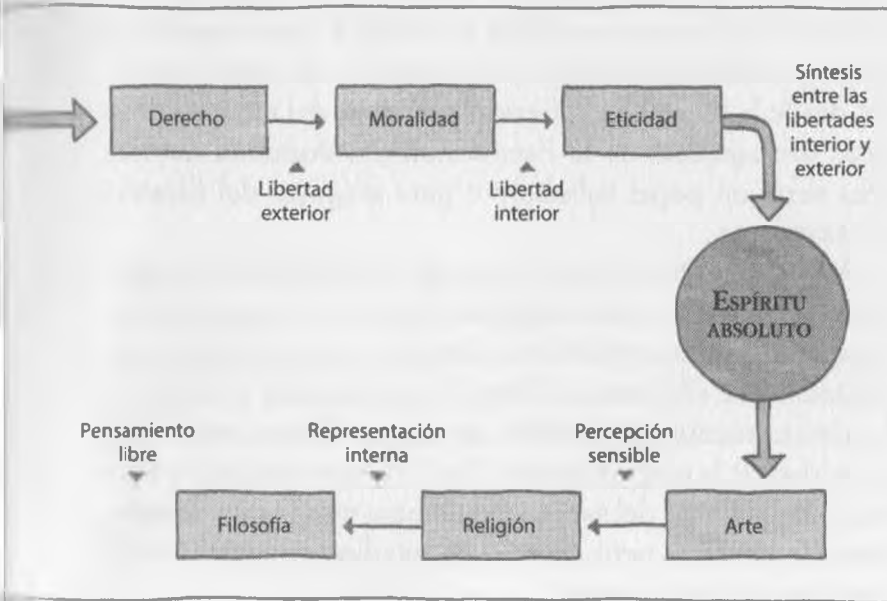 Síntesis
entre las
libertades
interior y
exterior
Derecho
Moralidad
Eticidad
Libertad
exterior
Libertad
interior
ESPÍRITU
ABSOLUTO
Pensamiento
libre
Representación
interna
Percepción
sensible
Filosofía
Religión
Arte